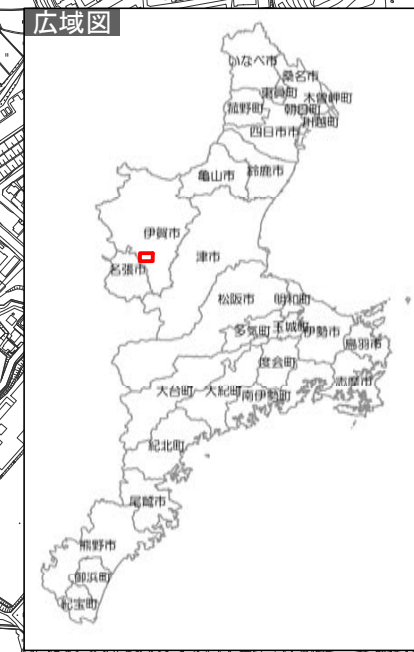 広域図
いなべ市
桑名市
東員町
木曽岬町
菰野町
朝日町
川越町
四日市市
亀山市
鈴鹿市
伊賀市
名張市
津市
松阪市
明和町
多気町
玉城町
伊勢市
鳥羽市
度会町
志摩市
大台町
大紀町
南伊勢町
紀北町
尾鷲市
熊野市
御浜町
紀宝町